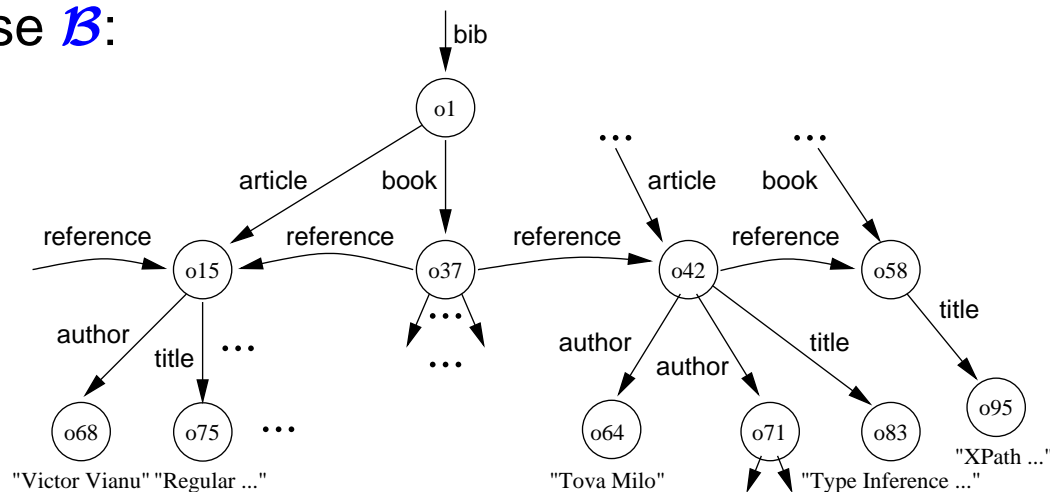 se B:
bib
o1
... ...
article book article book
reference reference reference reference
o15 o37 o42 o58
...
author title ... author author title title
...
o68 o75 ... o64 o71 o83 o95
"Victor Vianu" "Regular ..." "Tova Milo" "Type Inference ..." "XPath ..."